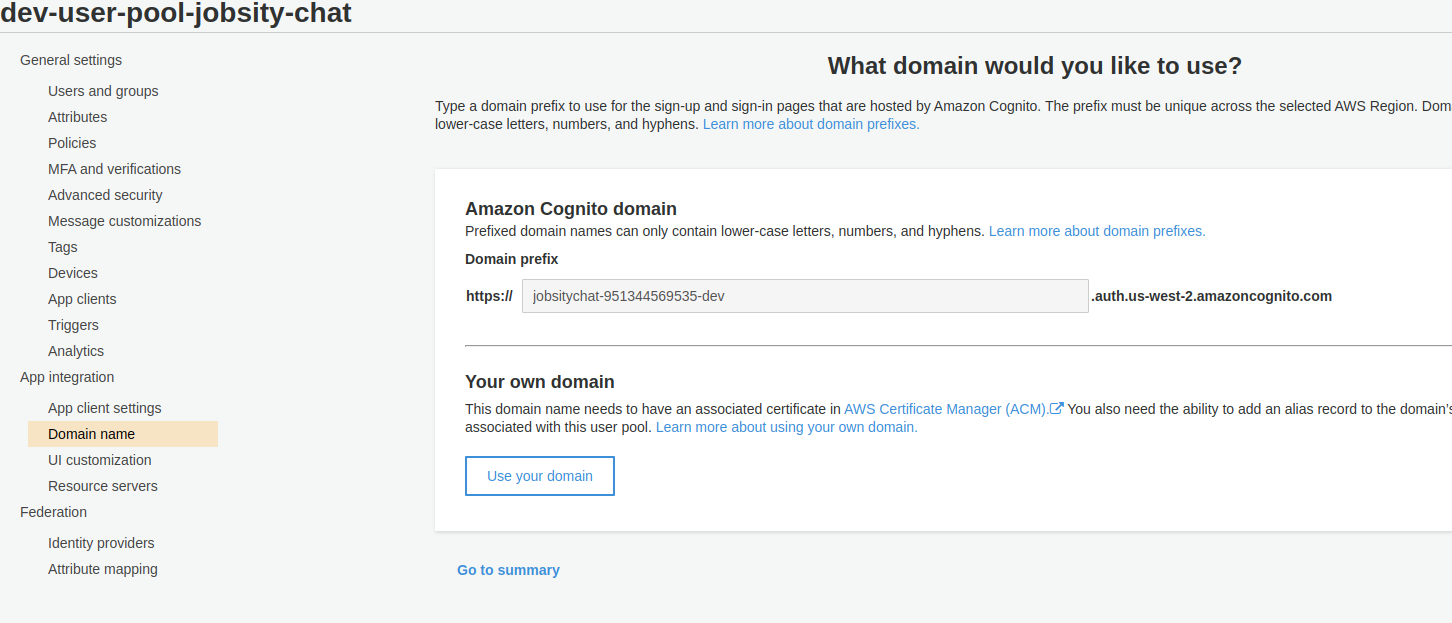 dev-user-pool-jobsity-chat
General settings
Users and groups
Attributes
Policies
MFA and verifications
Advanced security
Message customizations
Tags
Devices
App clients
Triggers
Analytics
App integration
App client settings
Domain name
UI customization
Resource servers
Federation
Identity providers
Attribute mapping
What domain would you like to use?
Type a domain prefix to use for the sign-up and sign-in pages that are hosted by Amazon Cognito. The prefix must be unique across the selected AWS Region. Dom
lower-case letters, numbers, and hyphens. Learn more about domain prefixes.
Amazon Cognito domain
Prefixed domain names can only contain lower-case letters, numbers, and hyphens. Learn more about domain prefixes.
Domain prefix
https:// jobsitychat-951344569535-dev .auth.us-west-2.amazoncognito.com
Your own domain
This domain name needs to have an associated certificate in AWS Certificate Manager (ACM). You also need the ability to add an alias record to the domain's
associated with this user pool. Learn more about using your own domain.
Use your domain
Go to summary